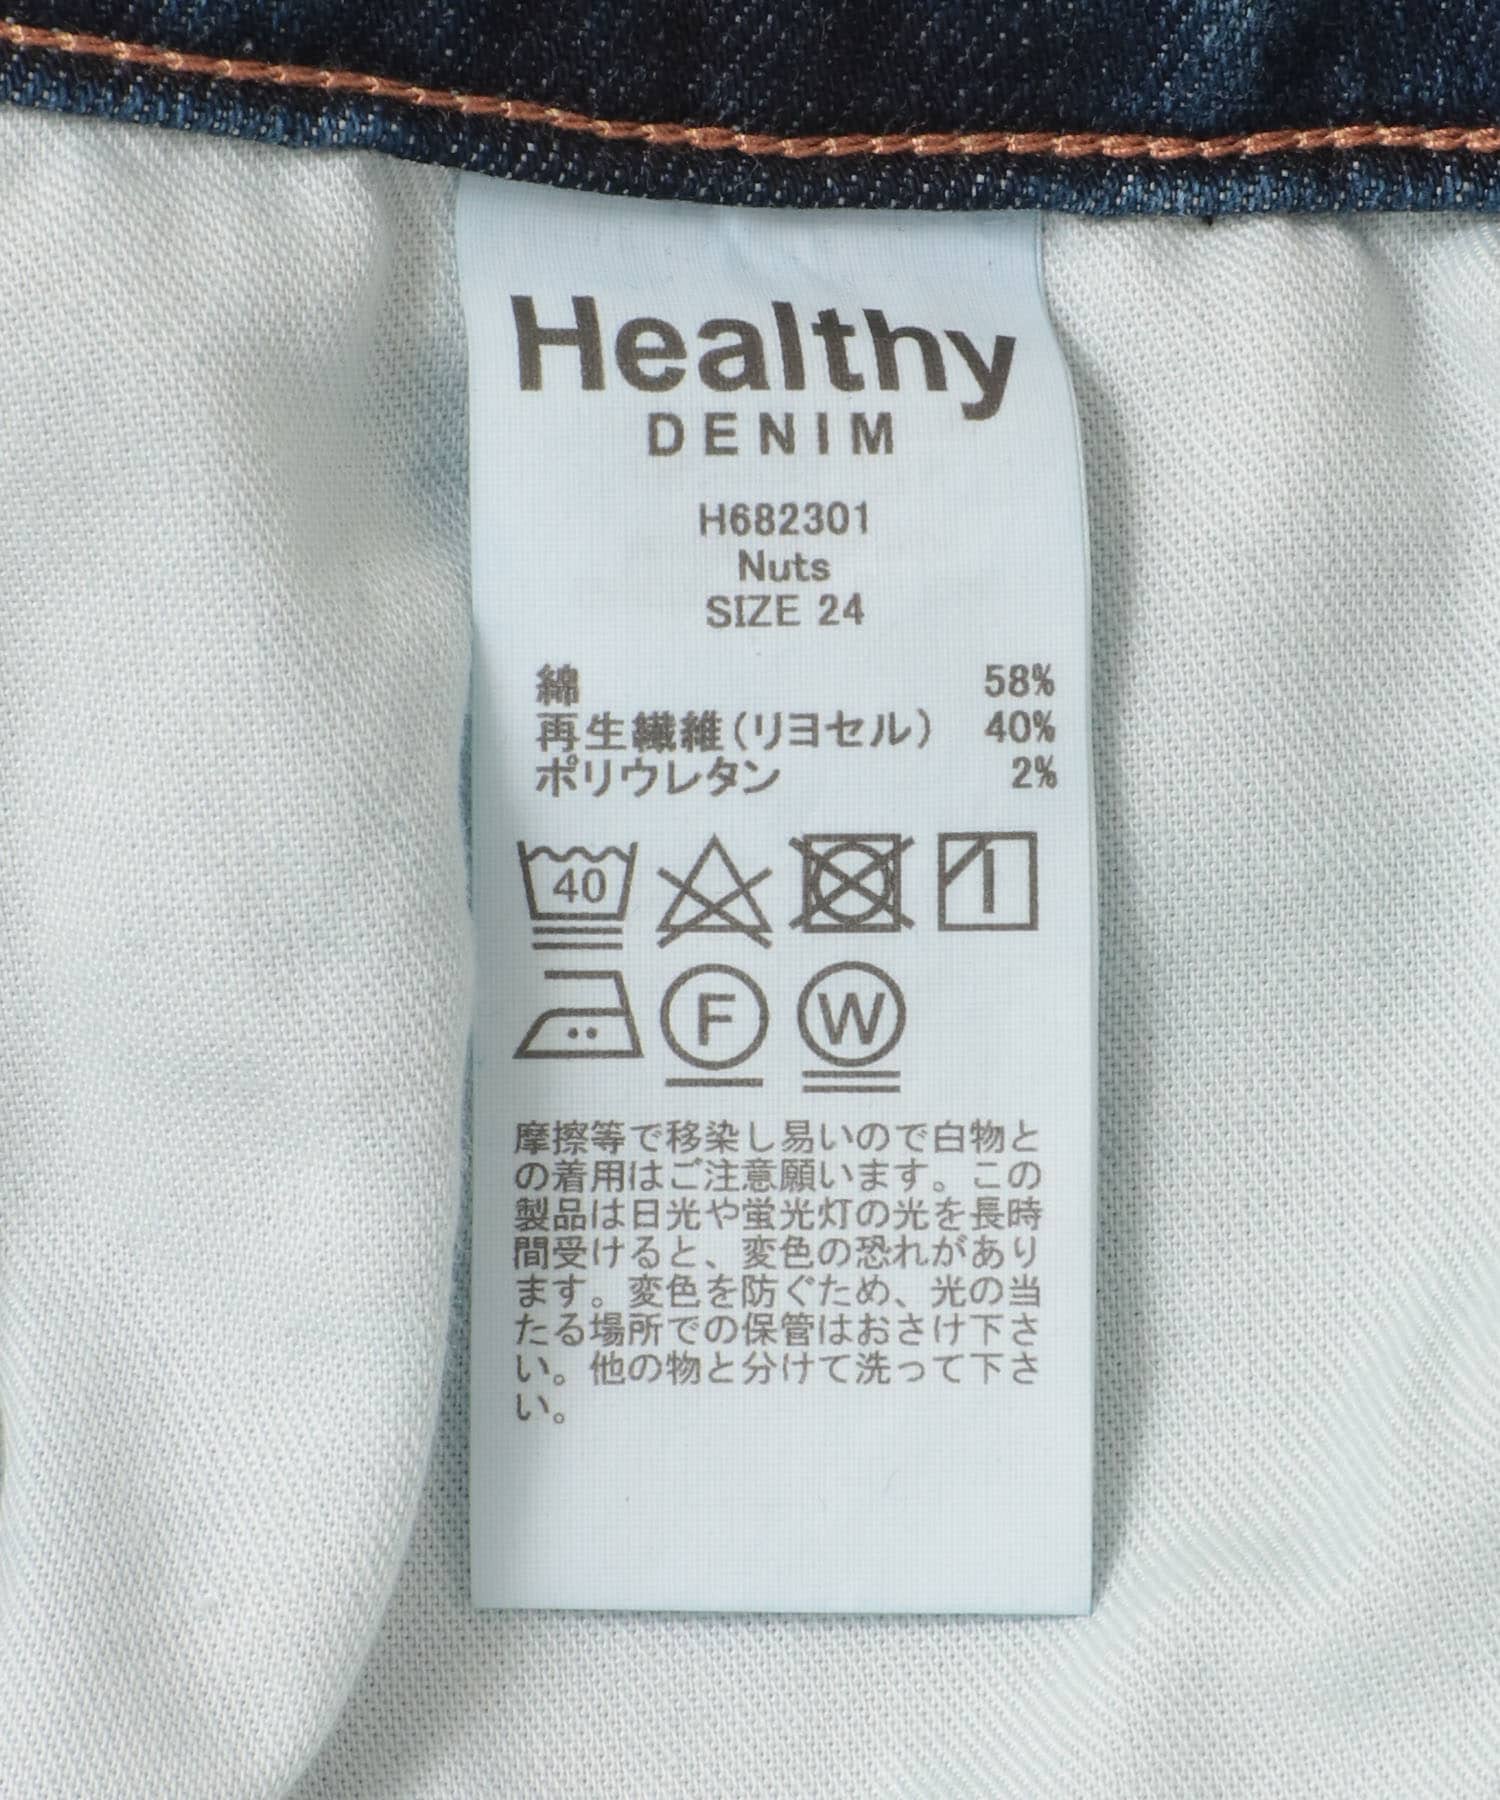 Healthy
DENIM
H682301
Nuts
SIZE 24
綿 58%
再生繊維(リヨセル) 40%
ポリウレタン 2%
40
F W
摩擦等で移染し易いので白物と
の着用はご注意願います。この
製品は日光や蛍光灯の光を長時
間受けると、変色の恐れがあり
ます。変色を防ぐため、光の当
たる場所での保管はおさけ下さ
い。他の物と分けて洗って下さ
い。